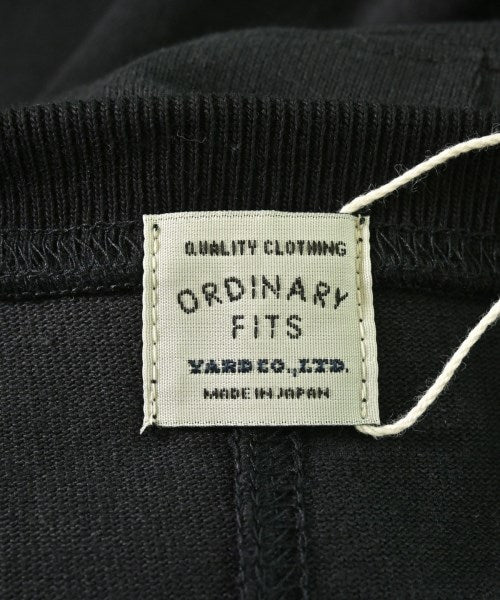 QUALITY CLOTHING
ORDINARY
FITS
YARD CO.,LTD.
MADE IN JAPAN